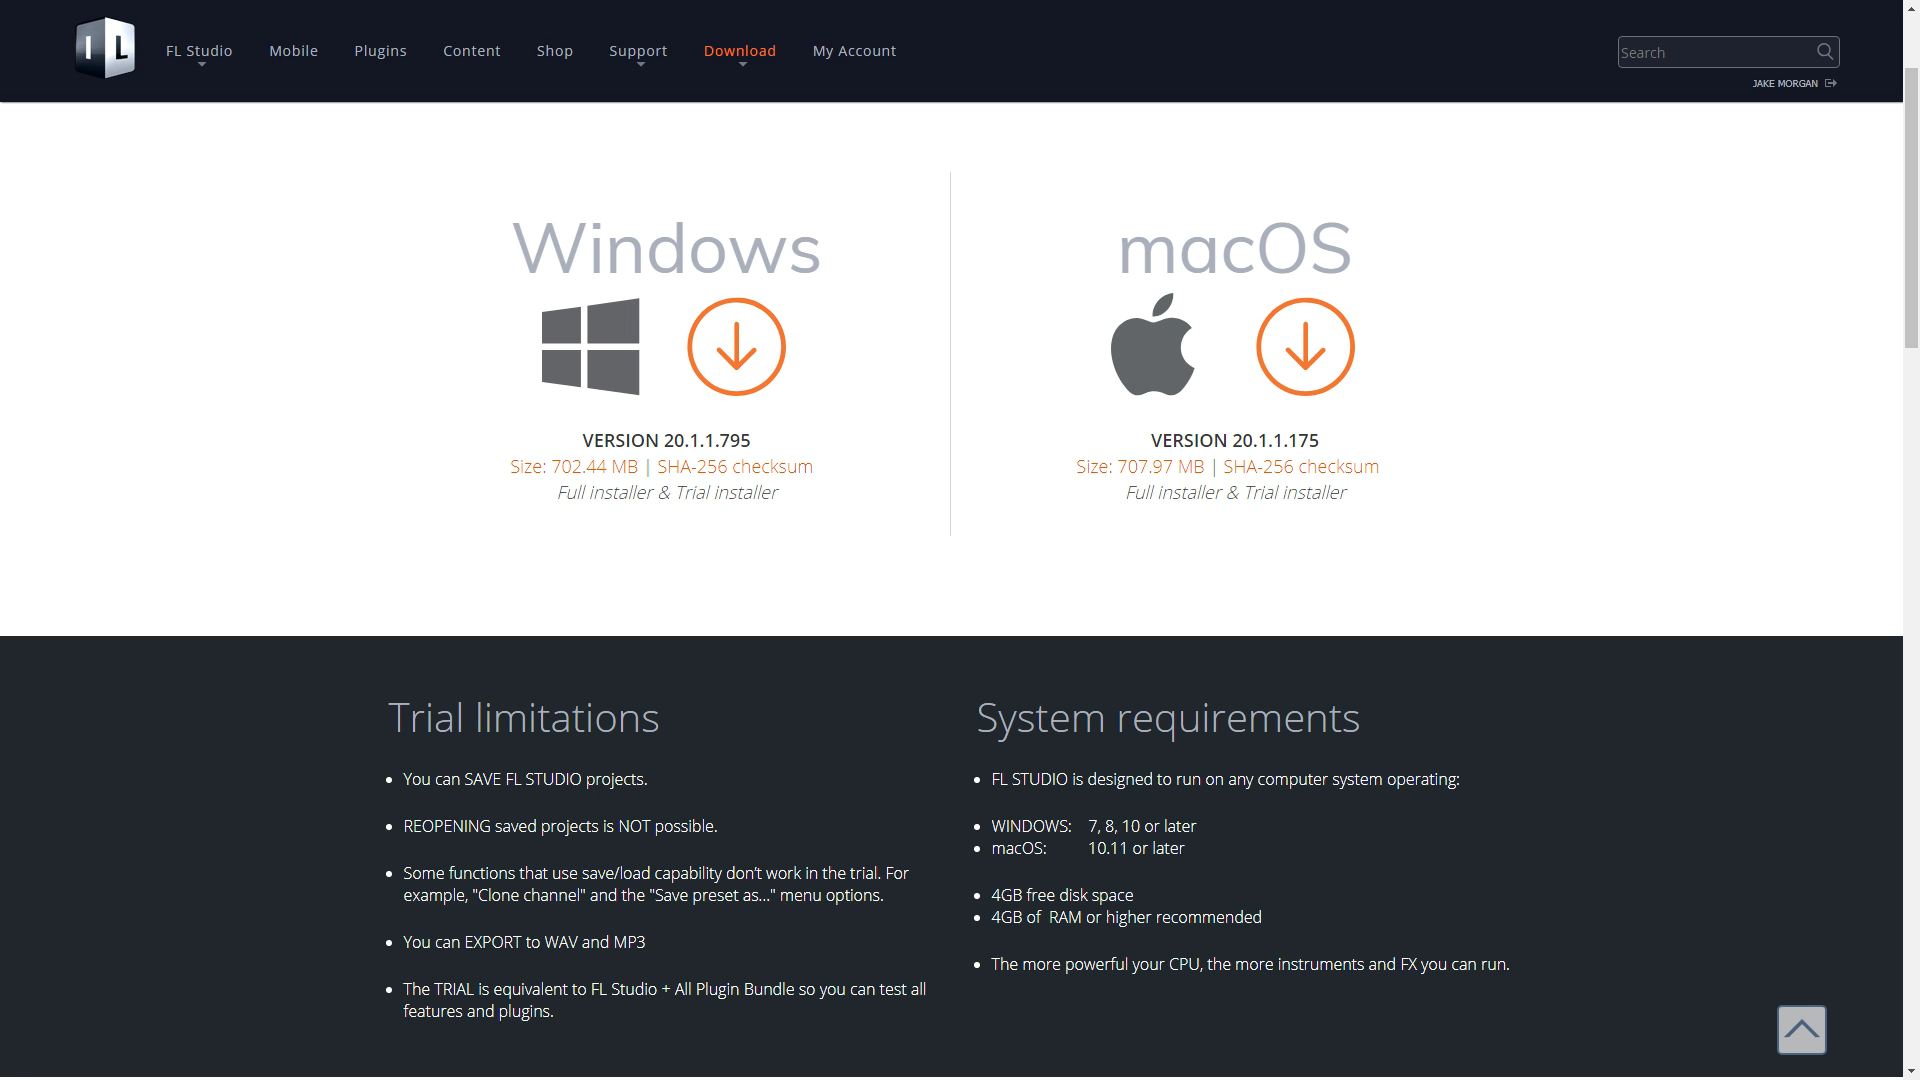 IL
FL Studio
Mobile
Plugins
Content
Shop
Support
Download
My Account
Search
JAKE MORGAN
Windows
VERSION 20.1.1.795
Size: 702.44 MB | SHA-256 checksum
Full installer & Trial installer
macOS
VERSION 20.1.1.175
Size: 707.97 MB | SHA-256 checksum
Full installer & Trial installer
Trial limitations
• You can SAVE FL STUDIO projects.
• REOPENING saved projects is NOT possible.
• Some functions that use save/load capability don't work in the trial. For
example, "Clone channel" and the "Save preset as..." menu options.
• You can EXPORT to WAV and MP3
• The TRIAL is equivalent to FL Studio + All Plugin Bundle so you can test all
features and plugins.
System requirements
• FL STUDIO is designed to run on any computer system operating:
• WINDOWS: 7, 8, 10 or later
• macOS: 10.11 or later
• 4GB free disk space
• 4GB of RAM or higher recommended
• The more powerful your CPU, the more instruments and FX you can run.